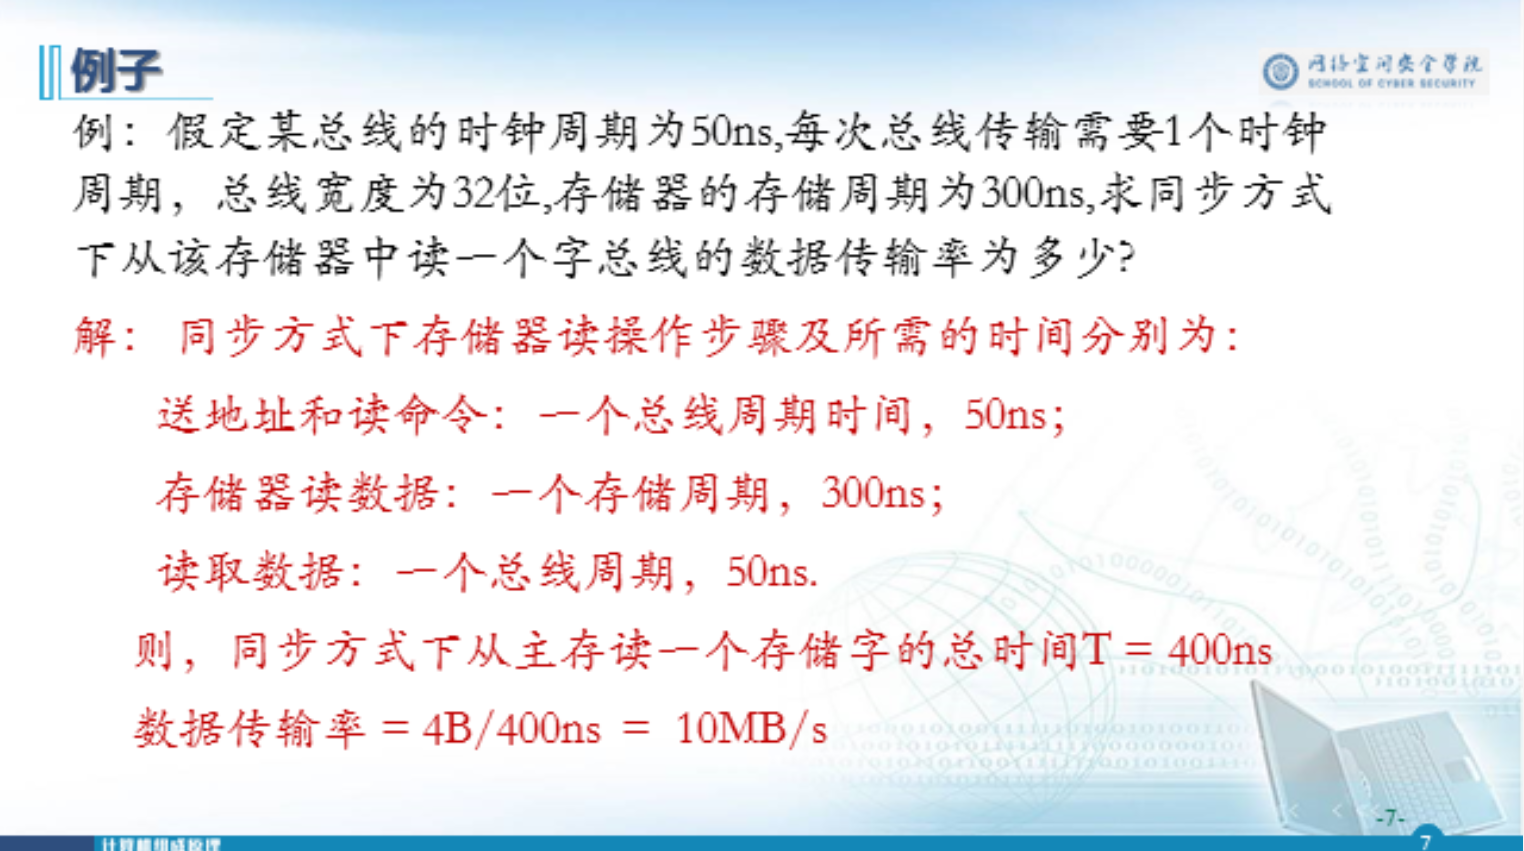 例子
网络空间安全学院
SCHOOL OF CYBER SECURITY
例：假定某总线的时钟周期为50ns,每次总线传输需要1个时钟
周期，总线宽度为32位,存储器的存储周期为300ns,求同步方式
下从该存储器中读一个字总线的数据传输率为多少?
解： 同步方式下存储器读操作步骤及所需的时间分别为：
送地址和读命令：一个总线周期时间，50ns；
存储器读数据：一个存储周期，300ns；
读取数据：一个总线周期，50ns.
则，同步方式下从主存读一个存储字的总时间T = 400ns
数据传输率 = 4B/400ns = 10MB/s
-7-
计算机组成原理
7